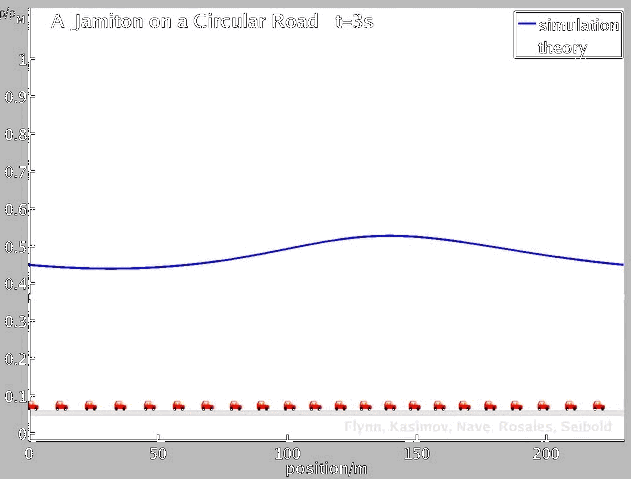 A Jamiton on a Circular Road t=3s
simulation
theory
1
0.9
0.8
0.7
0.6
0.5
0.4
0.3
0.2
0.1
0
Flynn, Kasimov, Nave, Rosales, Seibold
0 50 100 150 200
position/m